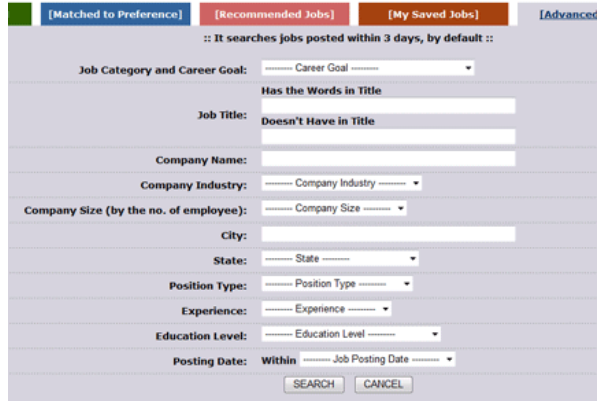 [Matched to Preference] [Recommended Jobs] [My Saved Jobs] [Advanced
:: It searches jobs posted within 3 days, by default ::
Job Category and Career Goal: -------- Career Goal --------
Has the Words in Title
Job Title:
Doesn't Have in Title
Company Name:
Company Industry: -------- Company Industry --------
Company Size (by the no. of employee): -------- Company Size --------
City:
State: -------- State --------
Position Type: -------- Position Type --------
Experience: -------- Experience --------
Education Level: -------- Education Level --------
Posting Date: Within -------- Job Posting Date --------
SEARCH CANCEL